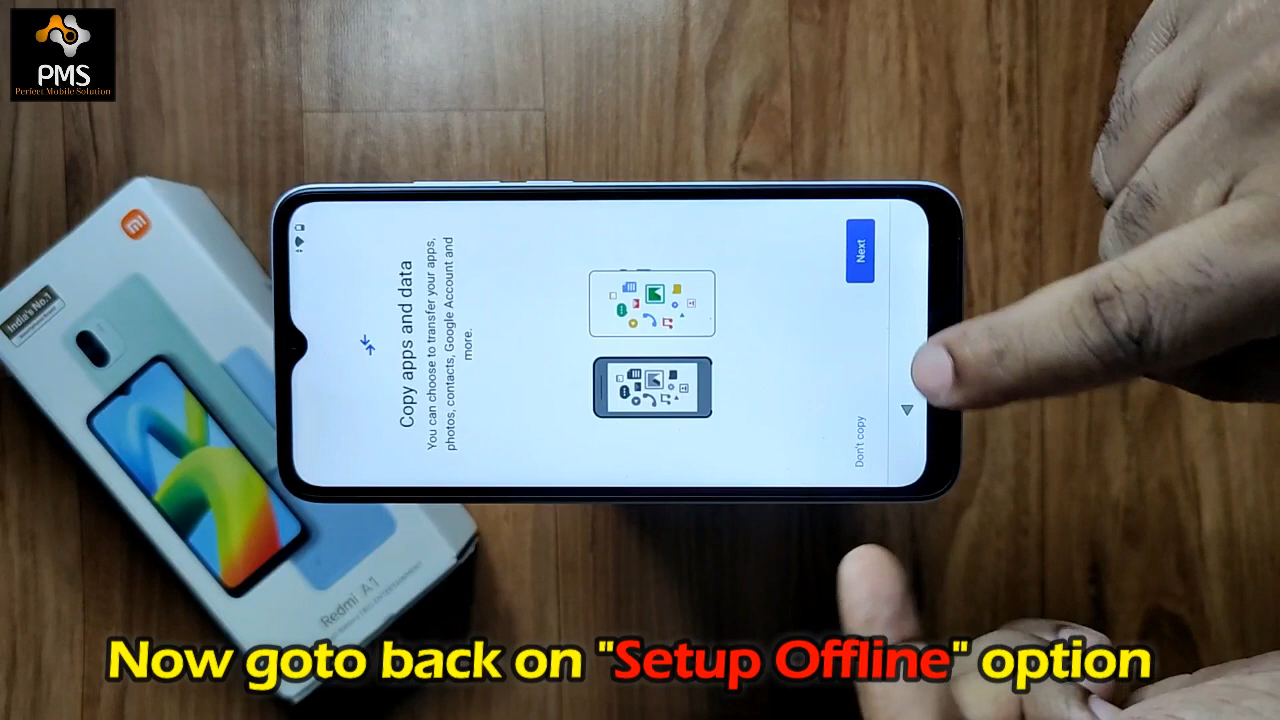 PMS
Perfect Mobile Solution
India's No.1
Redmi A1
Copy apps and data
You can choose to transfer your apps,
photos, contacts, Google Account and
more.
Next
Don't copy
Now goto back on "Setup Offline" option